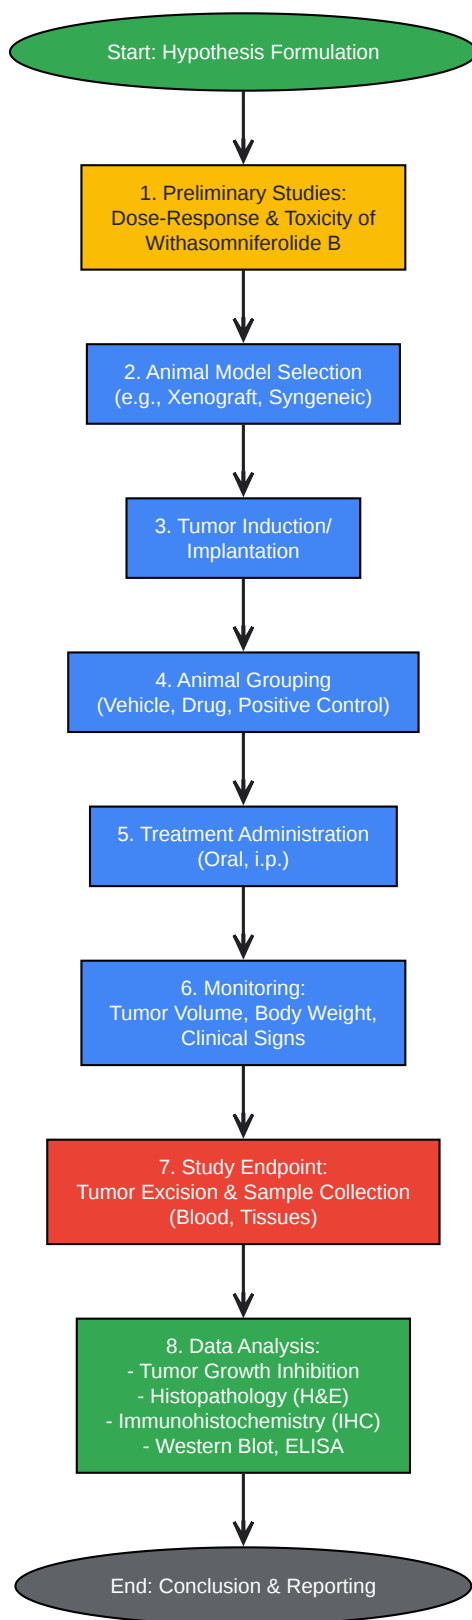 Start: Hypothesis Formulation
1. Preliminary Studies:
Dose-Response & Toxicity of
Withasomniferolide B
2. Animal Model Selection
(e.g., Xenograft, Syngeneic)
3. Tumor Induction/
Implantation
4. Animal Grouping
(Vehicle, Drug, Positive Control)
5. Treatment Administration
(Oral, i.p.)
6. Monitoring:
Tumor Volume, Body Weight,
Clinical Signs
7. Study Endpoint:
Tumor Excision & Sample Collection
(Blood, Tissues)
8. Data Analysis:
- Tumor Growth Inhibition
- Histopathology (H&E)
- Immunohistochemistry (IHC)
- Western Blot, ELISA
End: Conclusion & Reporting